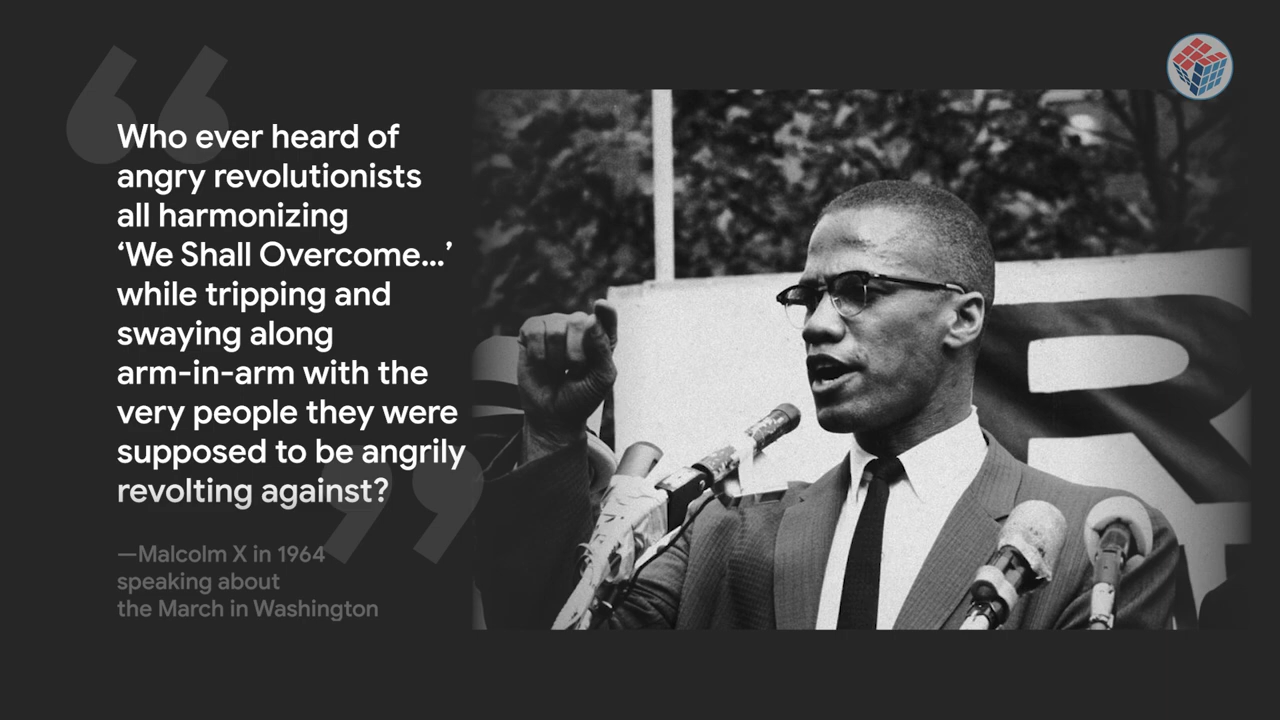 Who ever heard of
angry revolutionists
all harmonizing
‘We Shall Overcome...’
while tripping and
swaying along
arm-in-arm with the
very people they were
supposed to be angrily
revolting against?
—Malcolm X in 1964
speaking about
the March in Washington
R